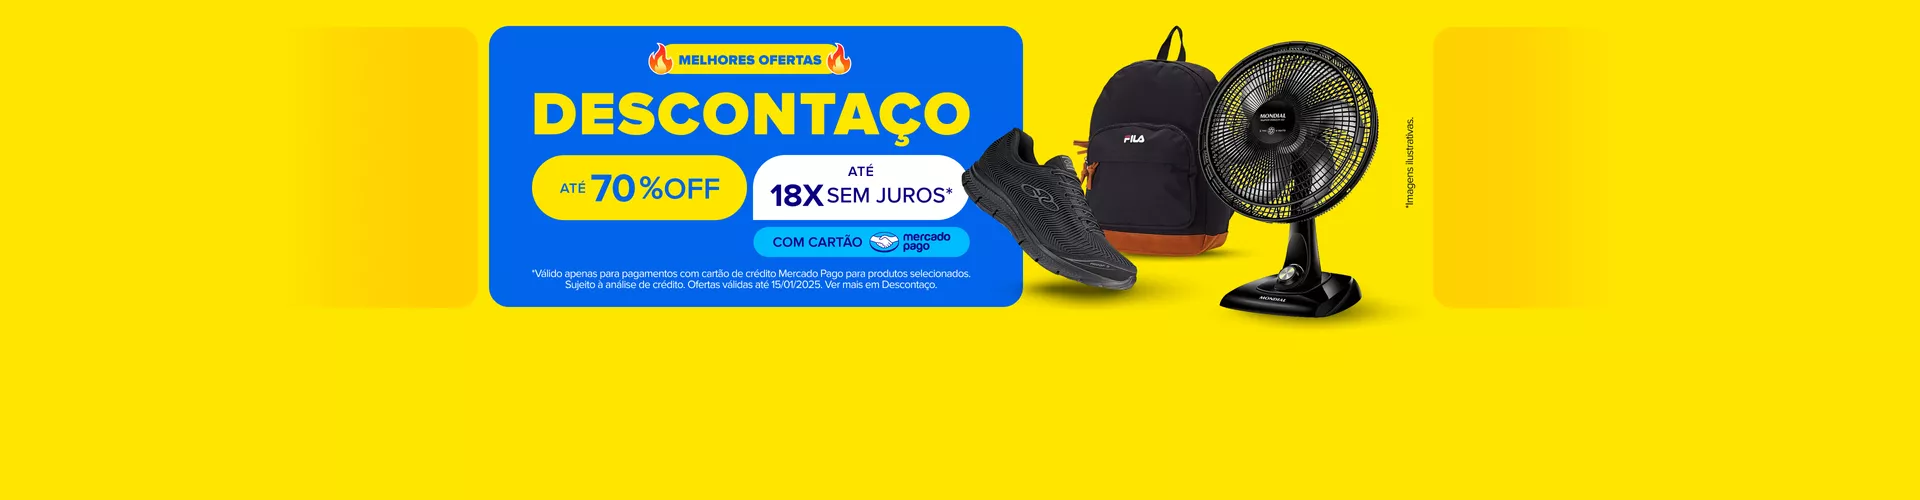 MELHORES OFERTAS
DESCONTAÇO
ATÉ 70%OFF
ATÉ
18X SEM JUROS*
COM CARTÃO mercado pago
*Válido apenas para pagamentos com cartão de crédito Mercado Pago para produtos selecionados.
Sujeito à análise de crédito. Ofertas válidas até 15/01/2025. Ver mais em Descontaço.
FILA
MONDIAL
MONDIAL
*Imagens ilustrativas.